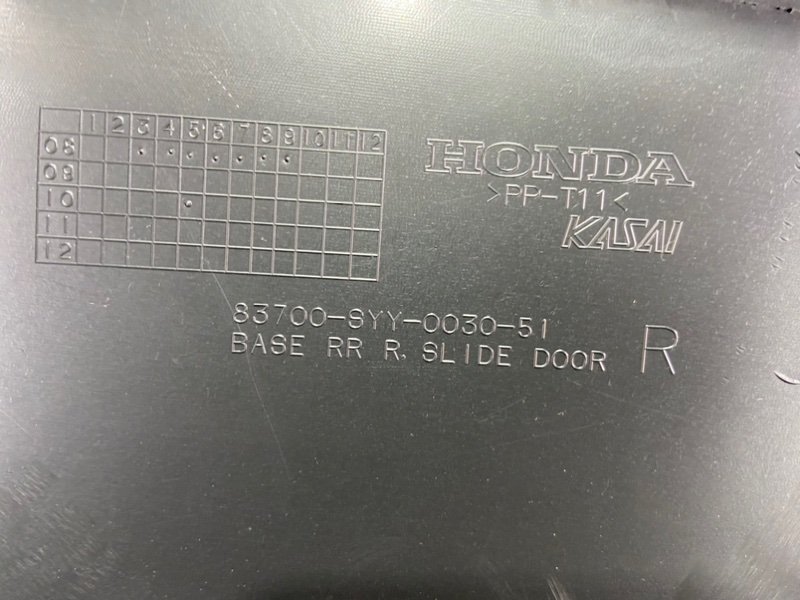 1 2 3 4 5 6 7 8 9 10 11 12
08
09
10
11
12
HONDA
>PP-T11<
KASAI
83700-SYY-0030-51
BASE RR R, SLIDE DOOR
R